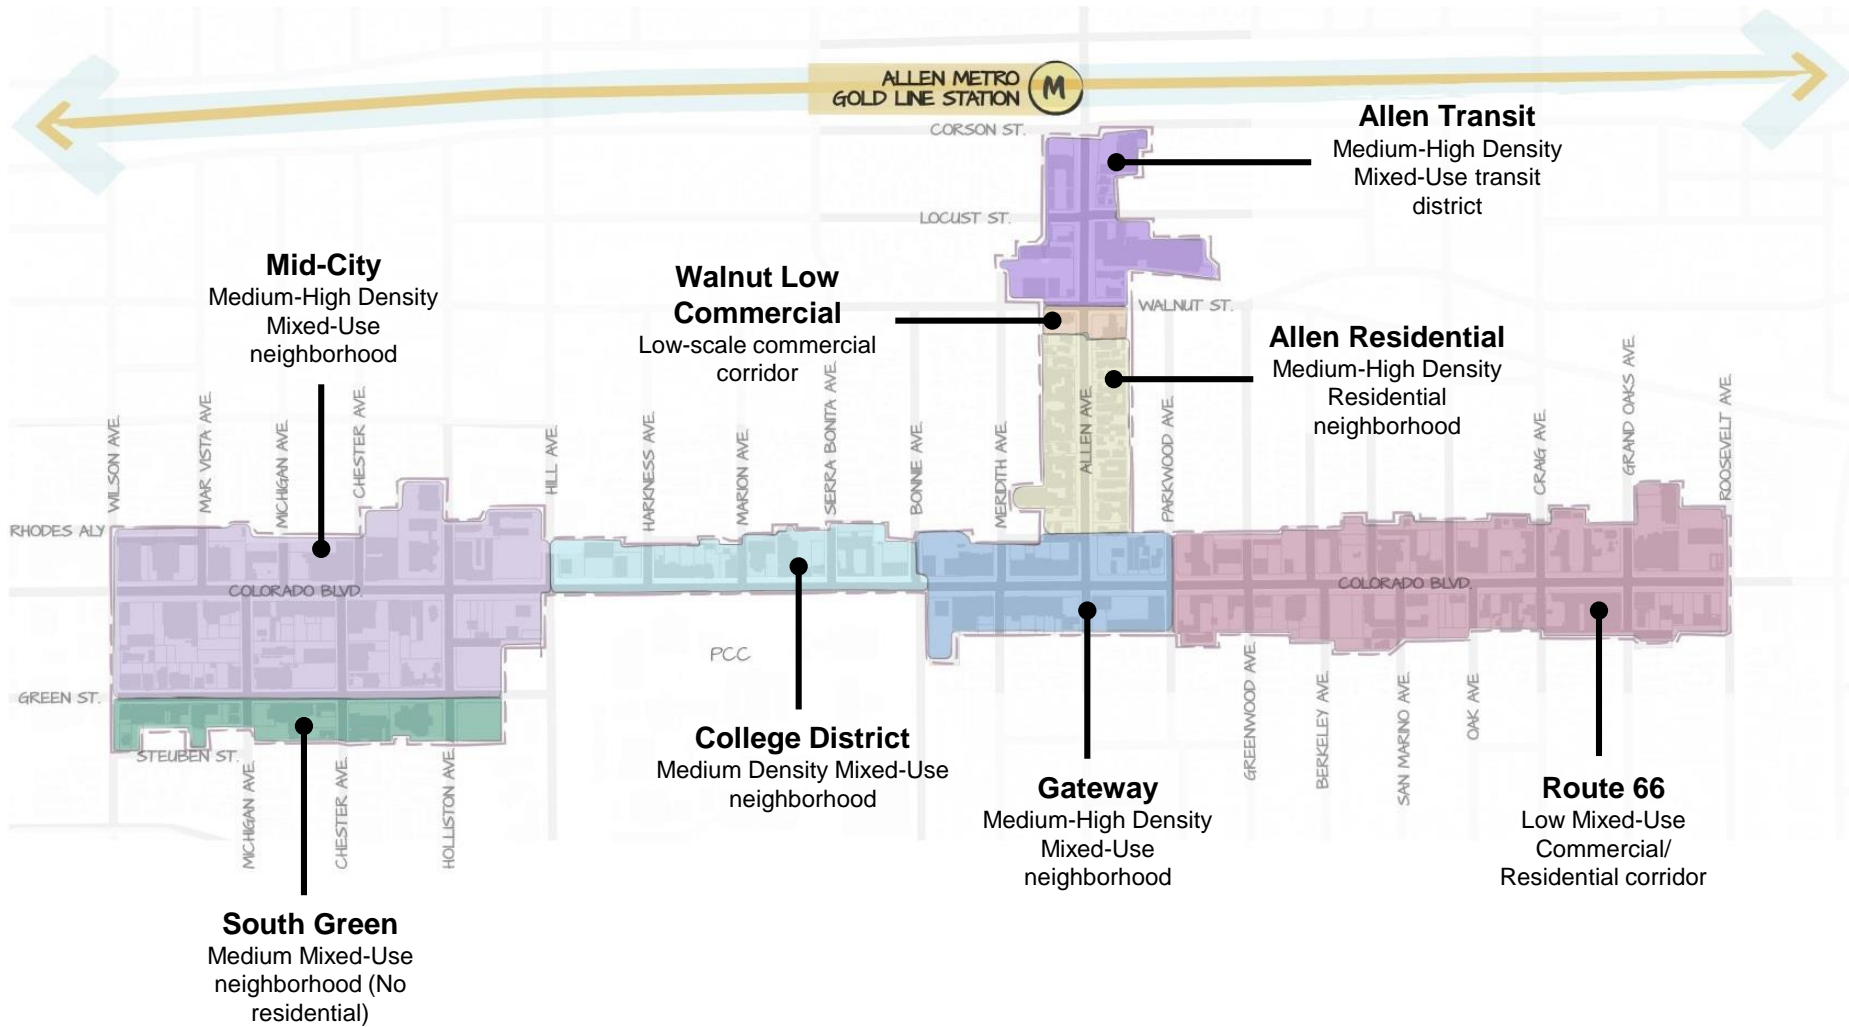 ALLEN METRO
GOLD LINE STATION
M
CORSON ST.
Allen Transit
Medium-High Density
Mixed-Use transit
district
LOCUST ST.
Mid-City
Medium-High Density
Mixed-Use
neighborhood
Walnut Low
Commercial
Low-scale commercial
corridor
WALNUT ST.
Allen Residential
Medium-High Density
Residential
neighborhood
WILSON AVE.
MAR VISTA AVE.
MICHIGAN AVE.
CHESTER AVE.
HILL AVE.
HARKNESS AVE.
MARION AVE.
SIERRA BONITA AVE.
BONNIE AVE.
MERIDITH AVE.
ALLEN AVE.
PARKWOOD AVE.
CRAIG AVE.
GRAND OAKS AVE.
ROOSEVELT AVE.
RHODES ALY
COLORADO BLVD.
COLORADO BLVD.
PCC
GREEN ST.
STEUBEN ST.
MICHIGAN AVE.
CHESTER AVE.
HOLLISTON AVE.
GREENWOOD AVE.
BERKELEY AVE.
SAN MARINO AVE.
OAK AVE.
College District
Medium Density Mixed-Use
neighborhood
Gateway
Medium-High Density
Mixed-Use
neighborhood
Route 66
Low Mixed-Use
Commercial/
Residential corridor
South Green
Medium Mixed-Use
neighborhood (No
residential)